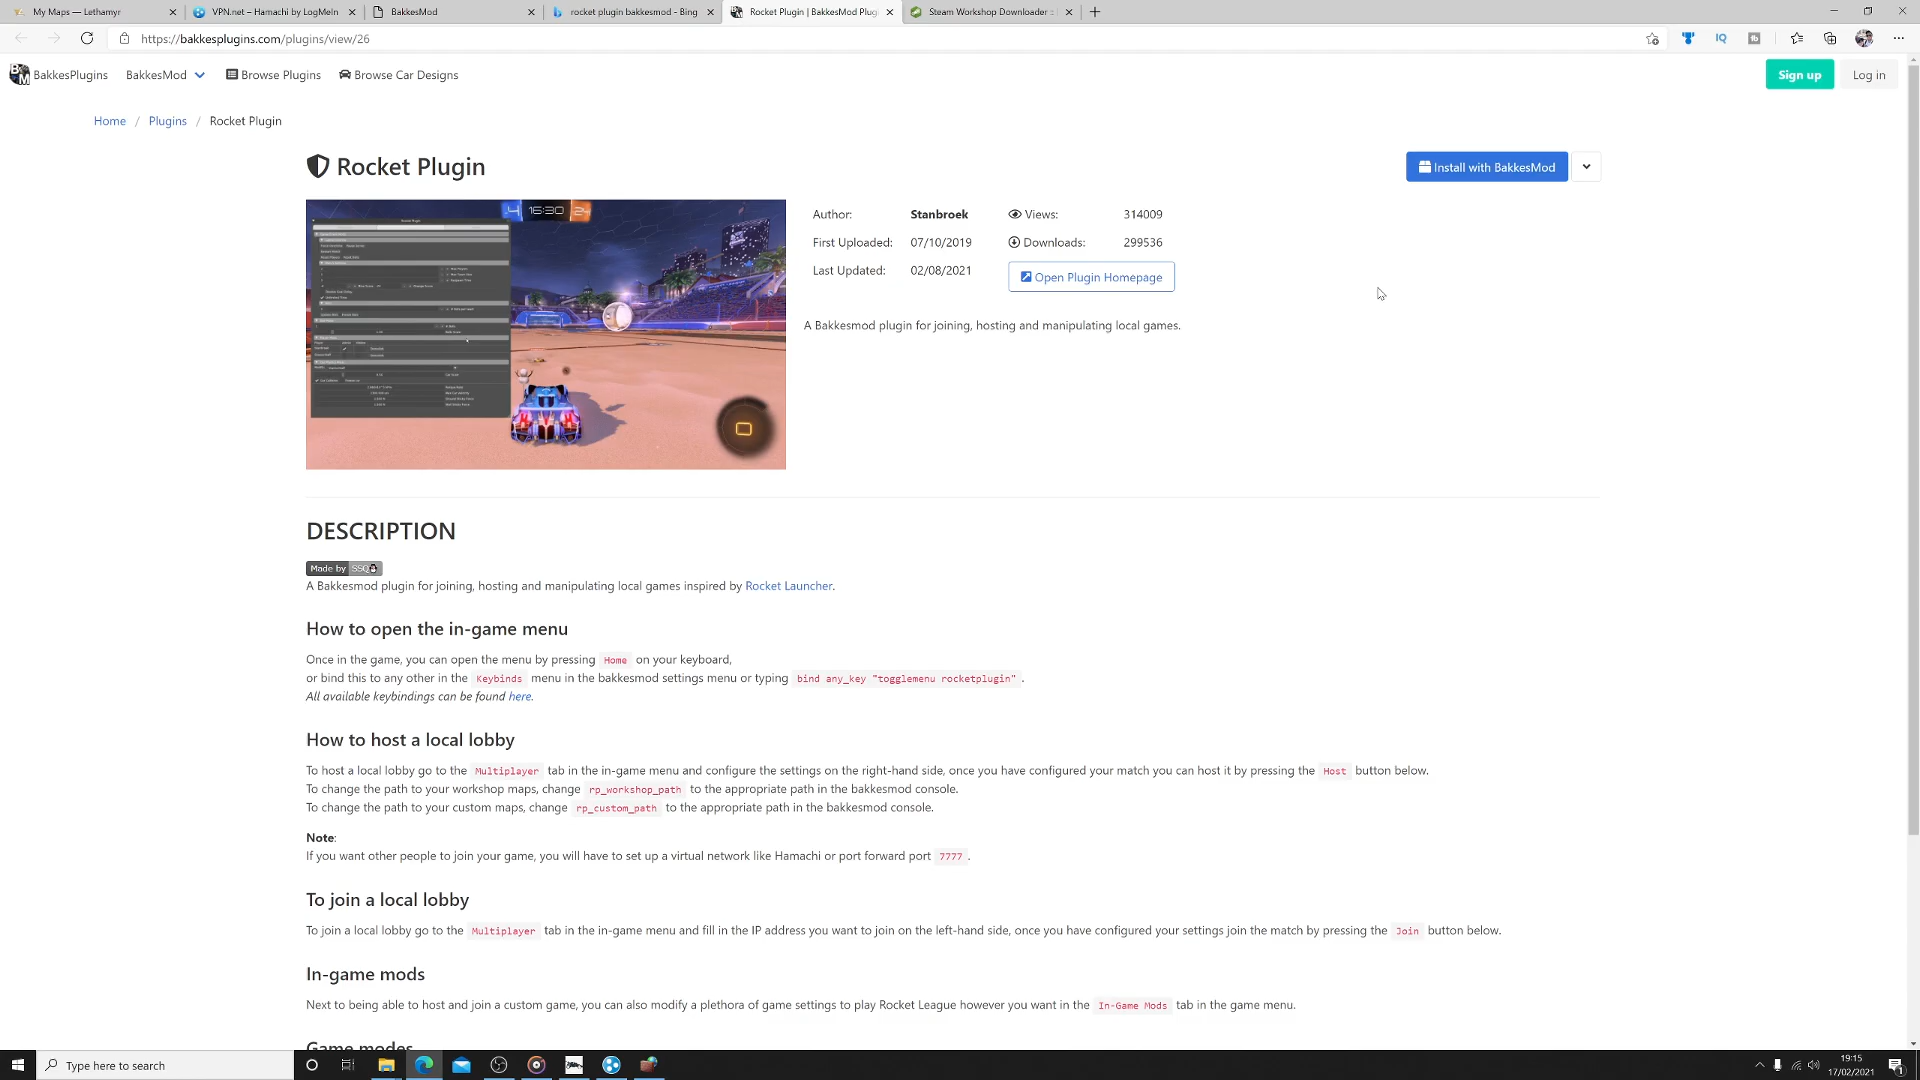 My Maps — Lethamyr
VPN.net – Hamachi by LogMeIn
BakkesMod
rocket plugin bakkesmod - Bing
Rocket Plugin | BakkesMod Plug
Steam Workshop Downloader ::
https://bakkesplugins.com/plugins/view/26
IQ
BakkesPlugins
BakkesMod
Browse Plugins
Browse Car Designs
Sign up
Log in
Home / Plugins / Rocket Plugin
Rocket Plugin
Install with BakkesMod
4 16:30 24
Author: Stanbroek
Views: 314009
First Uploaded: 07/10/2019
Downloads: 299536
Last Updated: 02/08/2021
Open Plugin Homepage
A Bakkesmod plugin for joining, hosting and manipulating local games.
DESCRIPTION
Made by SSQ
A Bakkesmod plugin for joining, hosting and manipulating local games inspired by Rocket Launcher.
How to open the in-game menu
Once in the game, you can open the menu by pressing Home on your keyboard,
or bind this to any other in the Keybinds menu in the bakkesmod settings menu or typing bind any_key "togglemenu rocketplugin" .
All available keybindings can be found here.
How to host a local lobby
To host a local lobby go to the Multiplayer tab in the in-game menu and configure the settings on the right-hand side, once you have configured your match you can host it by pressing the Host button below.
To change the path to your workshop maps, change rp_workshop_path to the appropriate path in the bakkesmod console.
To change the path to your custom maps, change rp_custom_path to the appropriate path in the bakkesmod console.
Note:
If you want other people to join your game, you will have to set up a virtual network like Hamachi or port forward port 7777 .
To join a local lobby
To join a local lobby go to the Multiplayer tab in the in-game menu and fill in the IP address you want to join on the left-hand side, once you have configured your settings join the match by pressing the Join button below.
In-game mods
Next to being able to host and join a custom game, you can also modify a plethora of game settings to play Rocket League however you want in the In-Game Mods tab in the game menu.
Game modes
Type here to search
19:15
17/02/2021